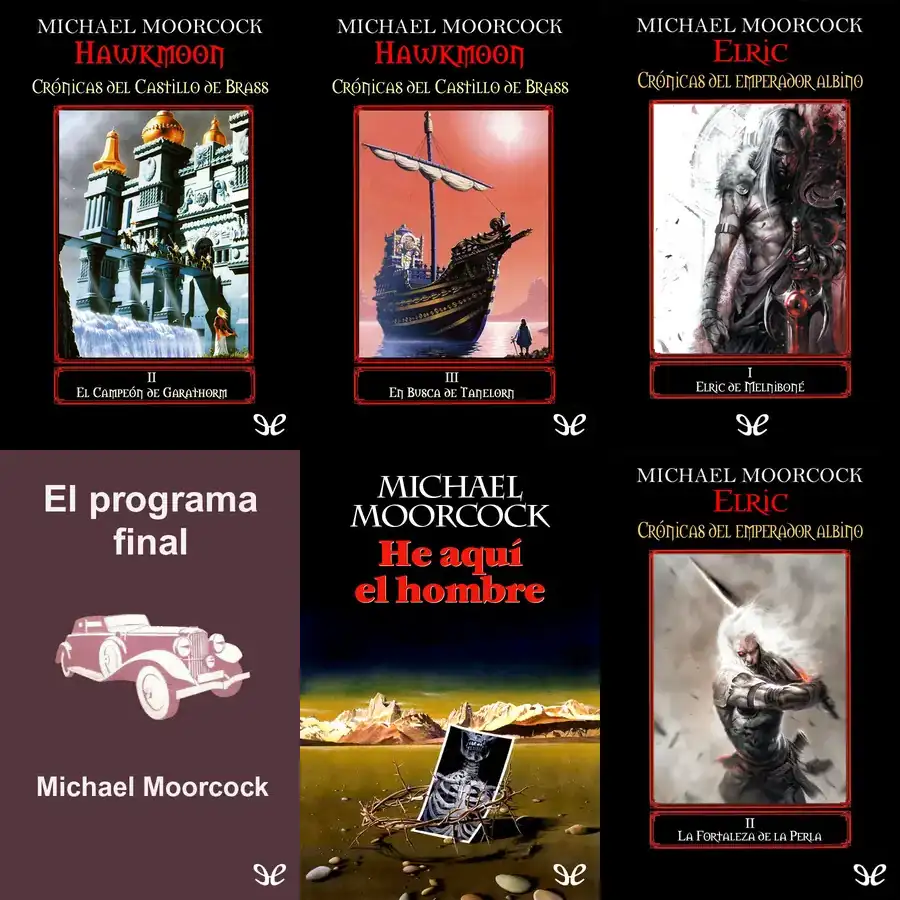 MICHAEL MOORCOCK
HAWKMOON
CRÓNICAS DEL CASTILLO DE BRASS
II
EL CAMPEÓN DE GARATHORM
MICHAEL MOORCOCK
HAWKMOON
CRÓNICAS DEL CASTILLO DE BRASS
III
EN BUSCA DE TANELORN
MICHAEL MOORCOCK
ELRIC
CRÓNICAS DEL EMPERADOR ALBINO
I
ELRIC DE MELNIBONÉ
El programa
final
Michael Moorcock
MICHAEL
MOORCOCK
He aquí
el hombre
MICHAEL MOORCOCK
ELRIC
CRÓNICAS DEL EMPERADOR ALBINO
II
LA FORTALEZA DE LA PERLA